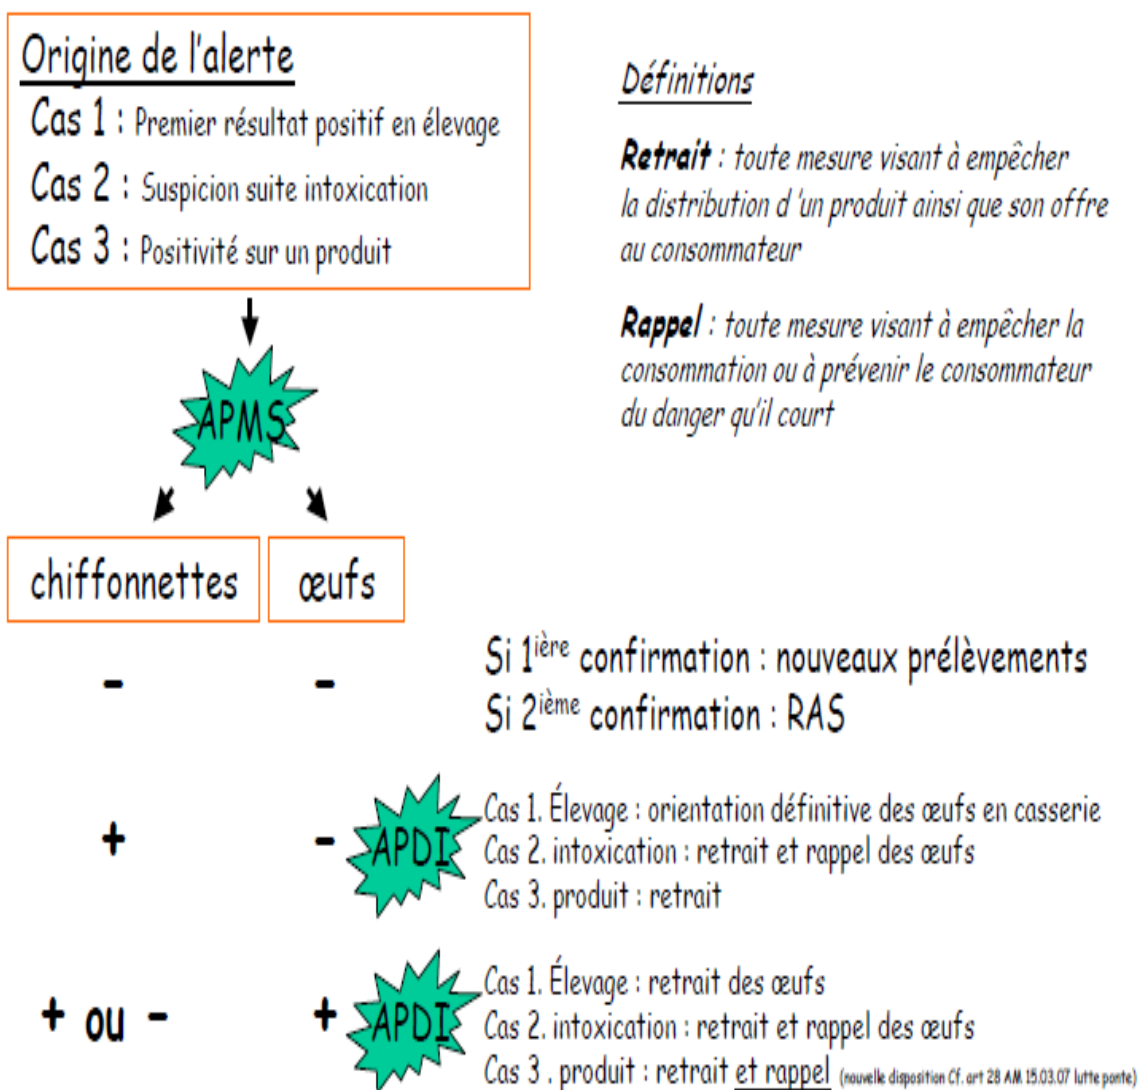 Origine de l'alerte
Cas 1 : Premier résultat positif en élevage
Cas 2 : Suspicion suite intoxication
Cas 3 : Positivité sur un produit
Définitions
Retrait : toute mesure visant à empêcher
la distribution d 'un produit ainsi que son offre
au consommateur
Rappel : toute mesure visant à empêcher la
consommation ou à prévenir le consommateur
du danger qu'il court
APMS
chiffonnettes
œufs
- -
Si 1ière confirmation : nouveaux prélèvements
Si 2ième confirmation : RAS
+ - APDI
Cas 1. Élevage : orientation définitive des œufs en casserie
Cas 2. intoxication : retrait et rappel des œufs
Cas 3. produit : retrait
+ ou - + APDI
Cas 1. Élevage : retrait des œufs
Cas 2. intoxication : retrait et rappel des œufs
Cas 3 . produit : retrait et rappel (nouvelle disposition Cf. art 28 AM 15.03.07 lutte ponte)